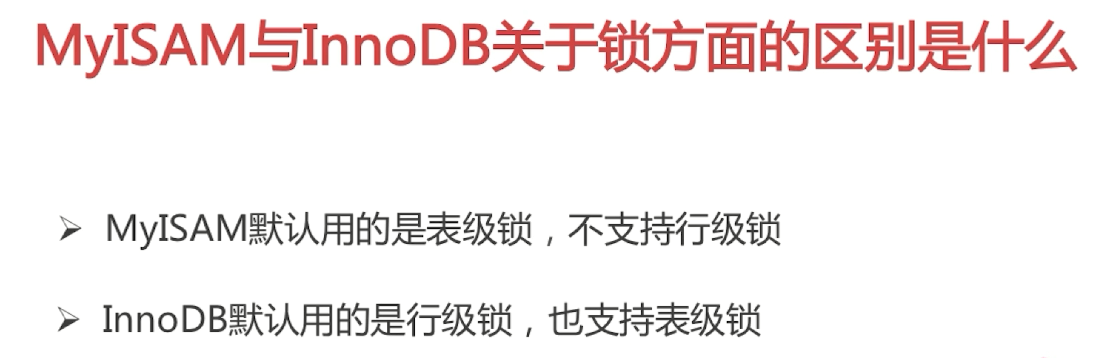 MyISAM与InnoDB关于锁方面的区别是什么
➢ MyISAM默认用的是表级锁，不支持行级锁
➢ InnoDB默认用的是行级锁，也支持表级锁